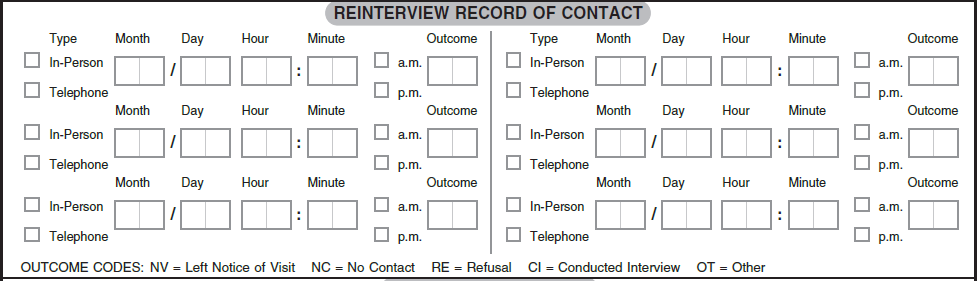 REINTERVIEW RECORD OF CONTACT
Type Month Day Hour Minute Outcome Type Month Day Hour Minute Outcome
In-Person / : a.m. In-Person / : a.m.
Telephone p.m. Telephone p.m.
Month Day Hour Minute Outcome Month Day Hour Minute Outcome
In-Person / : a.m. In-Person / : a.m.
Telephone p.m. Telephone p.m.
Month Day Hour Minute Outcome Month Day Hour Minute Outcome
In-Person / : a.m. In-Person / : a.m.
Telephone p.m. Telephone p.m.
OUTCOME CODES: NV = Left Notice of Visit NC = No Contact RE = Refusal CI = Conducted Interview OT = Other